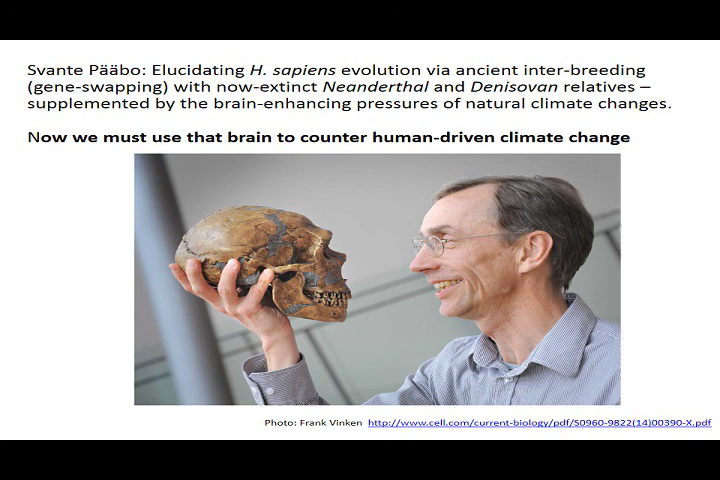 Svante Pääbo: Elucidating H. sapiens evolution via ancient inter-breeding
(gene-swapping) with now-extinct Neanderthal and Denisovan relatives –
supplemented by the brain-enhancing pressures of natural climate changes.
Now we must use that brain to counter human-driven climate change
Photo: Frank Vinken http://www.cell.com/current-biology/pdf/S0960-9822(14)00390-X.pdf